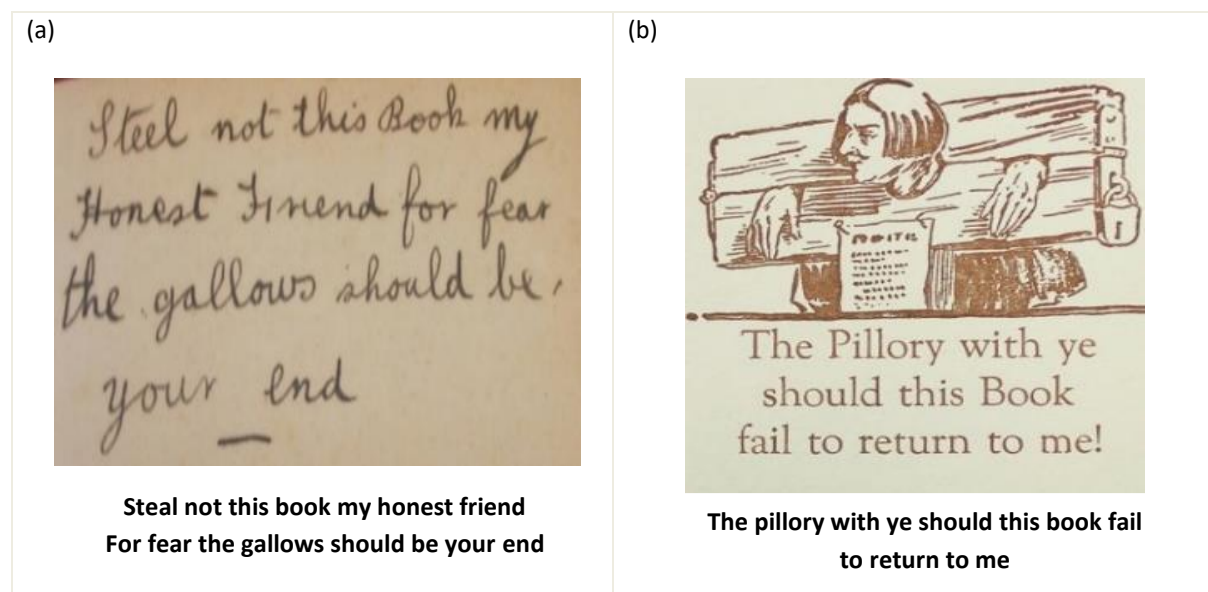 (a)
Steel not this Book my
Honest Friend for fear
the gallows should be,
your end
Steal not this book my honest friend
For fear the gallows should be your end
(b)
The Pillory with ye
should this Book
fail to return to me!
The pillory with ye should this book fail
to return to me